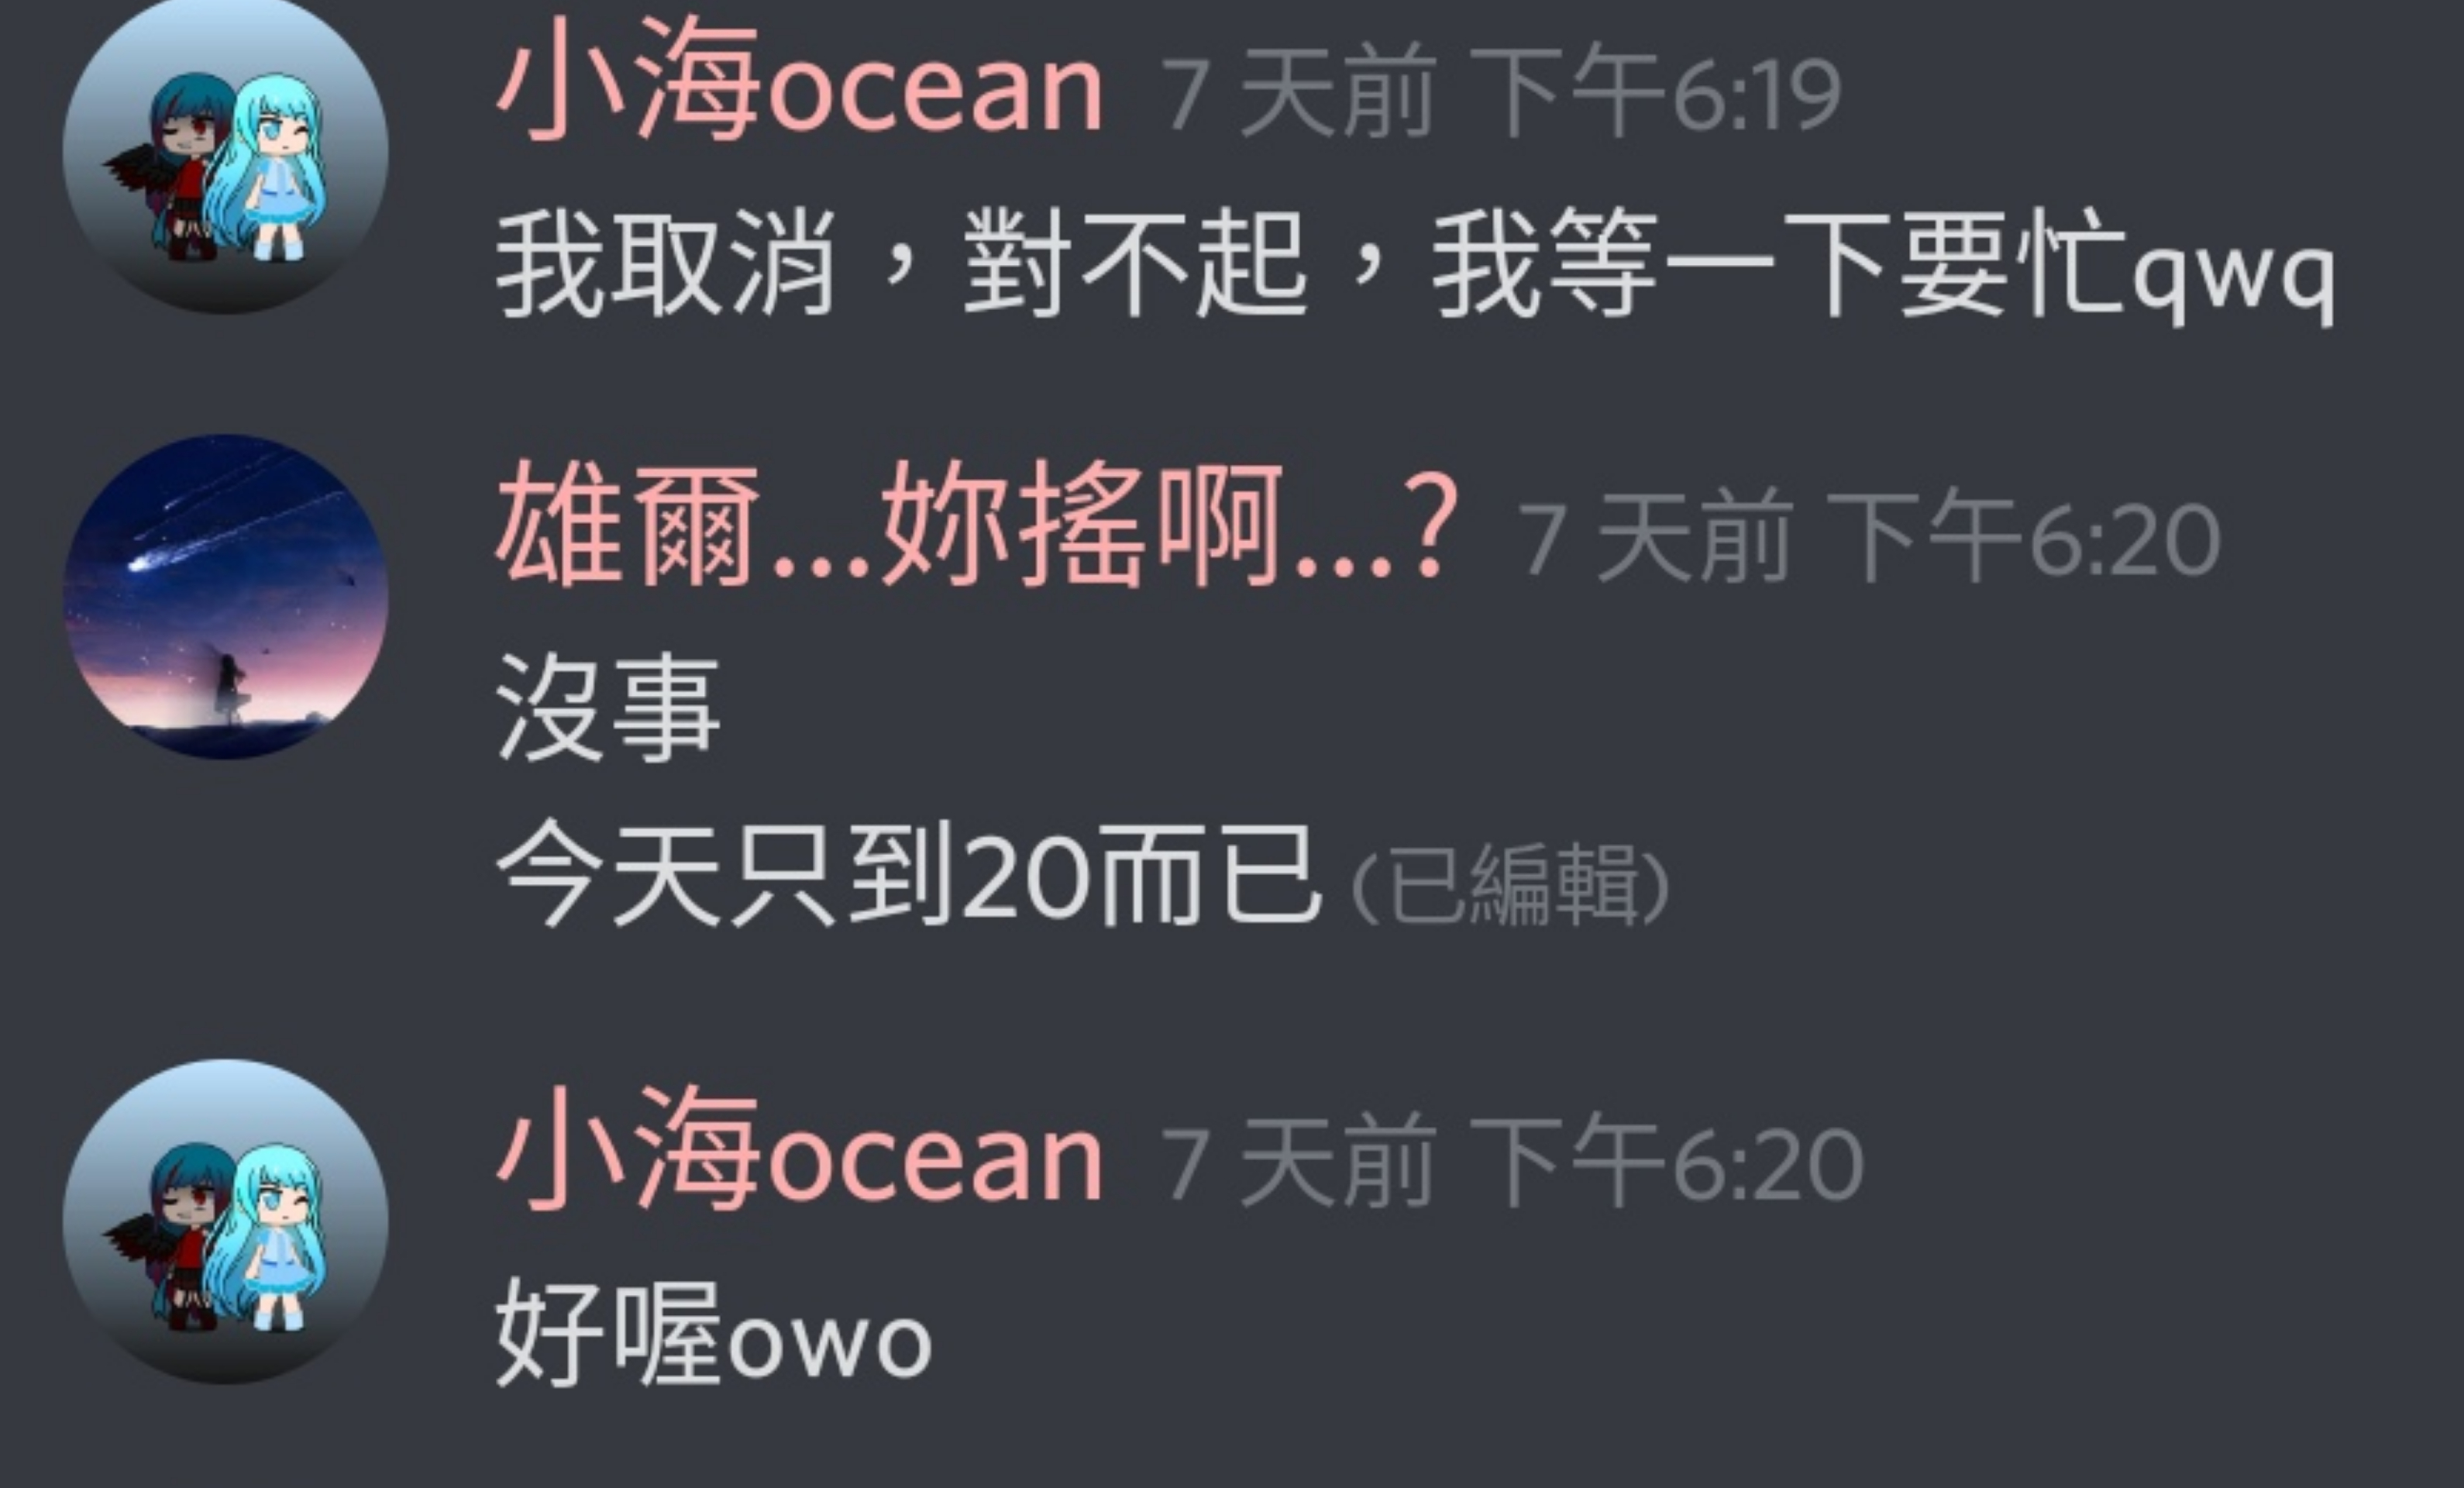 小海ocean 7 天前 下午6:19
我取消，對不起，我等一下要忙qwq
雄爾...妳搖啊...? 7 天前 下午6:20
沒事
今天只到20而已 (已編輯)
小海ocean 7 天前 下午6:20
好喔owo